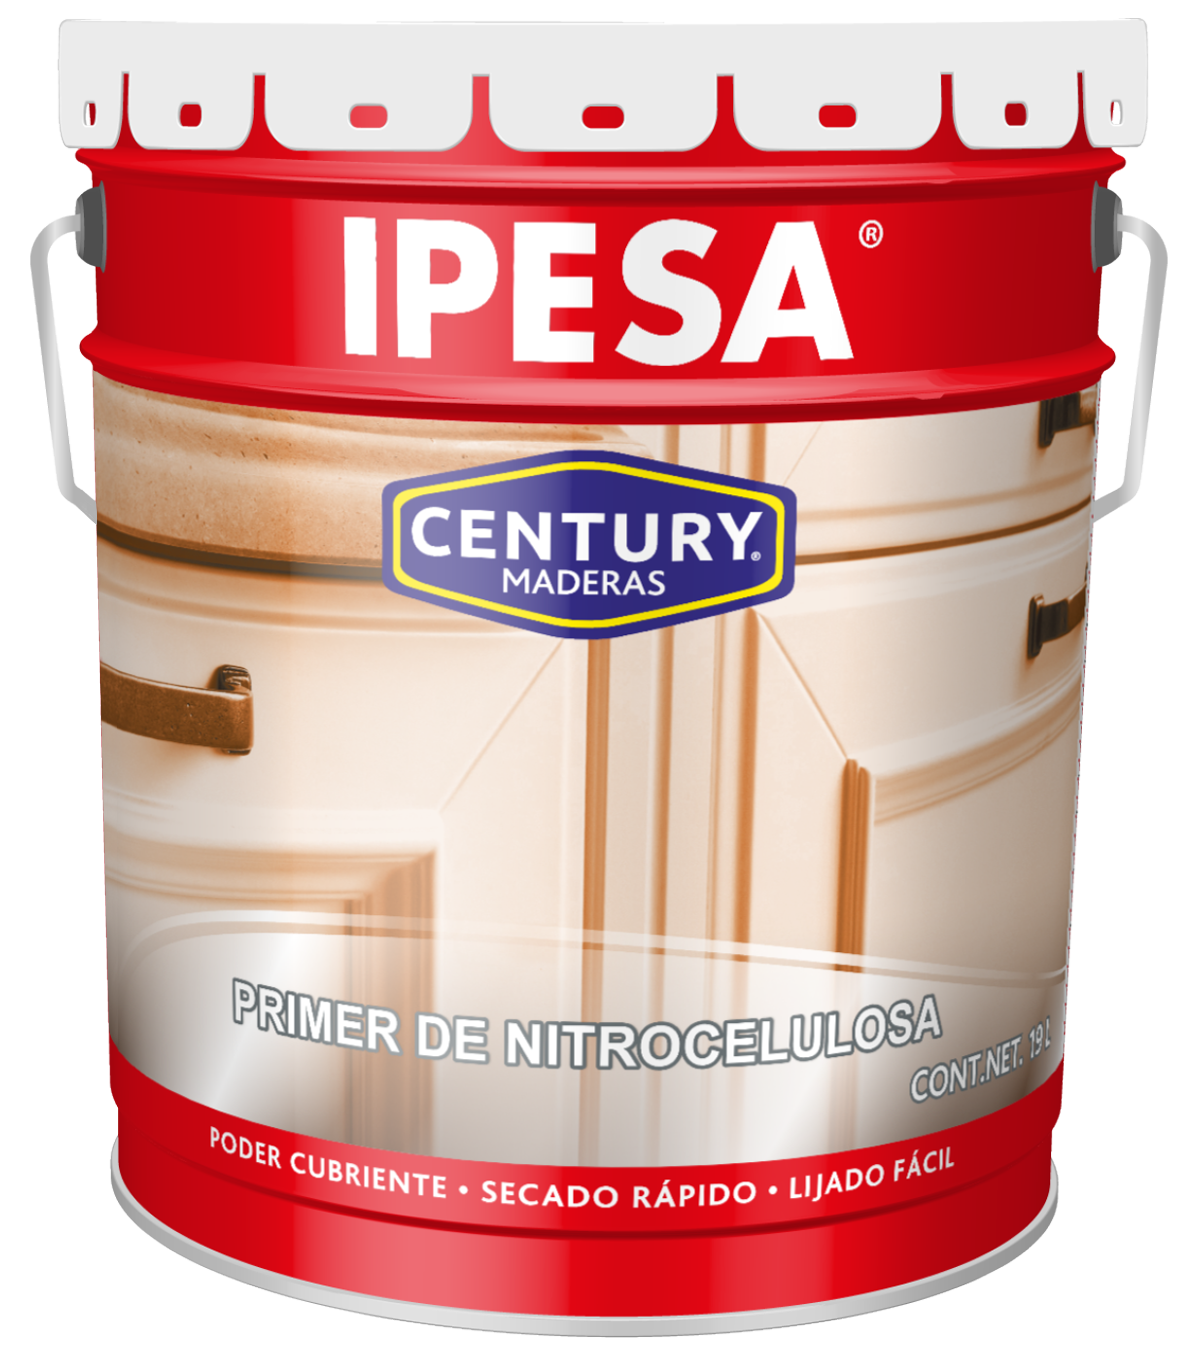 IPESA®
CENTURY®
MADERAS
PRIMER DE NITROCELULOSA
CONT.NET. 19 L
PODER CUBRIENTE • SECADO RÁPIDO • LIJADO FÁCIL